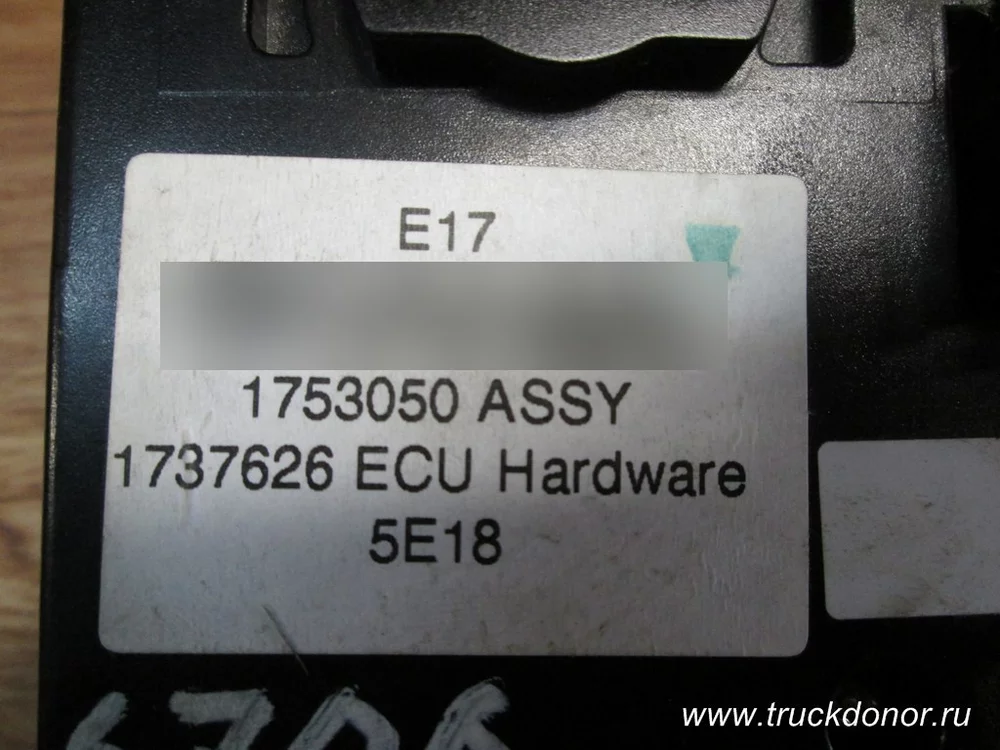 E17
1753050 ASSY
1737626 ECU Hardware
5E18
www.truckdonor.ru